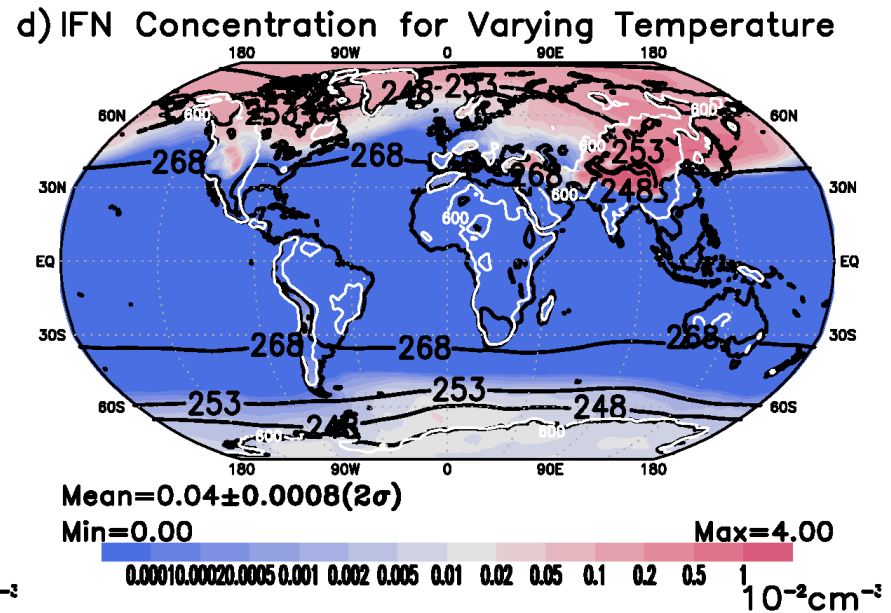 d) IFN Concentration for Varying Temperature
180 90W 0 90E 180
248 253
253
60N 600 600 60N
600 253
268 268 268
248
30N 600 600 30N
EQ EQ
30S 268 268 268 30S
253
60S 253 248 60S
248
600 600
180 90W 0 90E 180
Mean=0.04±0.0008(2σ)
Min=0.00 Max=4.00
0.0001 0.0002 0.0005 0.001 0.002 0.005 0.01 0.02 0.05 0.1 0.2 0.5 1
10⁻²cm⁻³